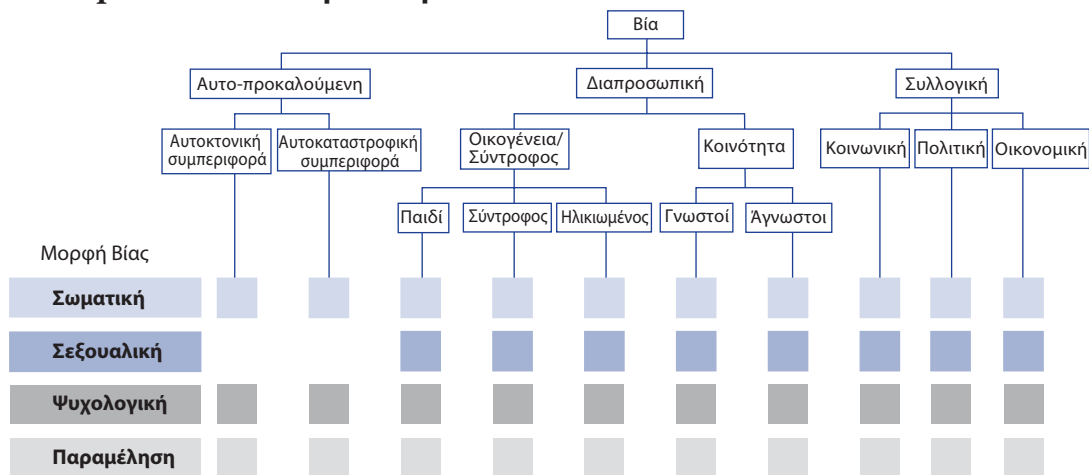 Βία
Αυτο-προκαλούμενη
Διαπροσωπική
Συλλογική
Αυτοκτονική
συμπεριφορά
Αυτοκαταστροφική
συμπεριφορά
Οικογένεια/
Σύντροφος
Κοινότητα
Κοινωνική
Πολιτική
Οικονομική
Παιδί
Σύντροφος
Ηλικιωμένος
Γνωστοί
Άγνωστοι
Μορφή Βίας
Σωματική
Σεξουαλική
Ψυχολογική
Παραμέληση